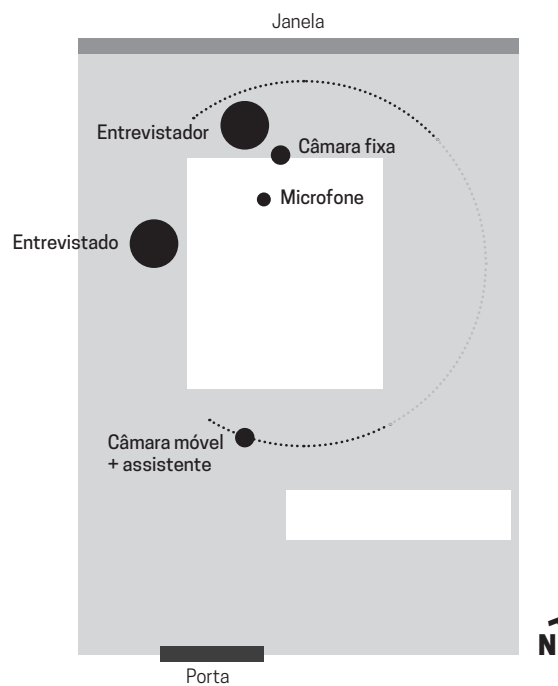 Janela
Entrevistador
Câmara fixa
Microfone
Entrevistado
Câmara móvel
+ assistente
N
Porta